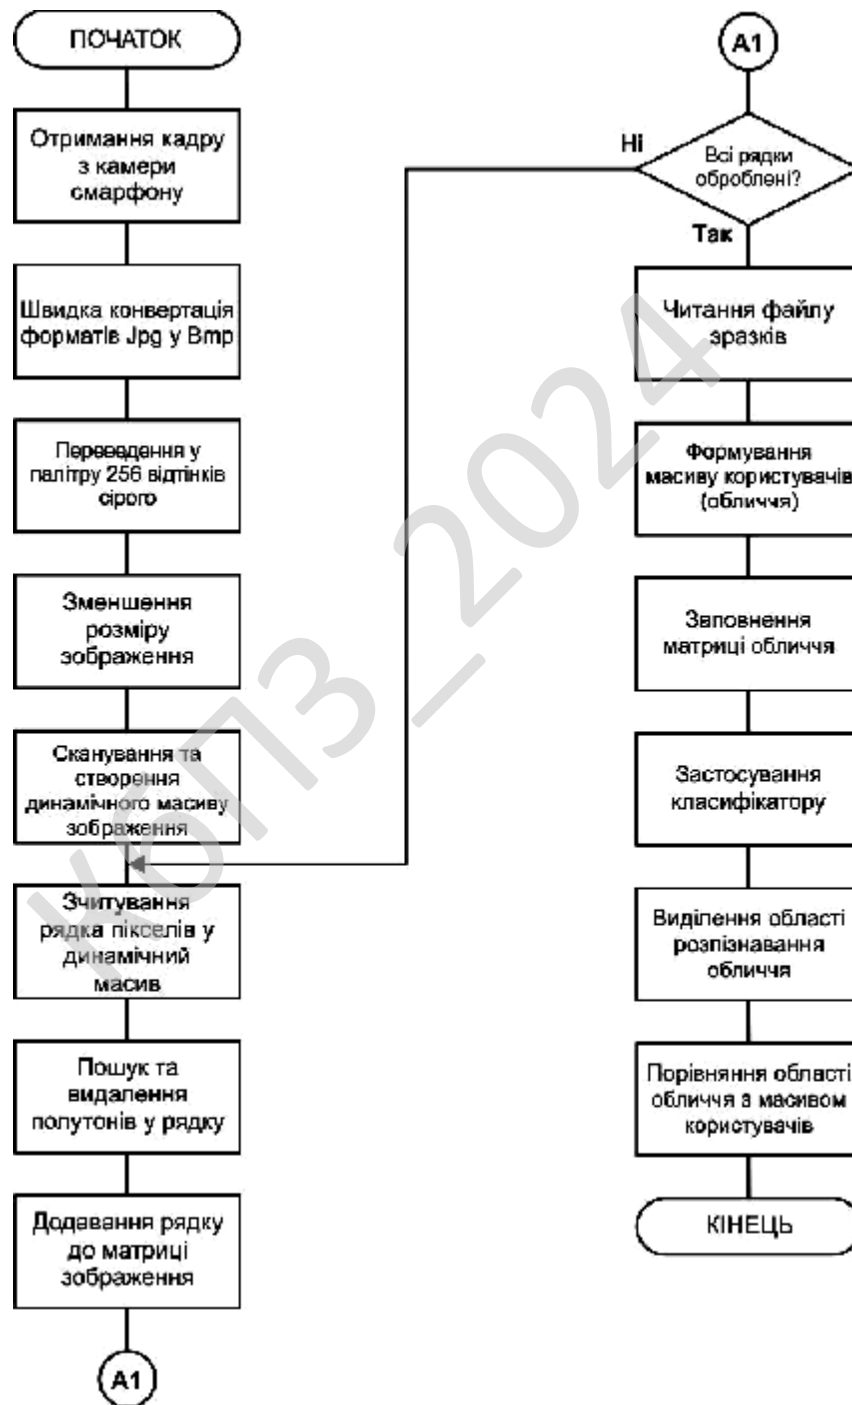 ПОЧАТОК
Отримання кадру
з камери
смарфону
Швидка конвертація
форматів Jpg у Bmp
Переведення у
палітру 256 відтінків
сірого
Зменшення
розміру
зображення
Сканування та
створення
динамічного масиву
зображення
Зчитування
рядка пікселів у
динамічний
масив
Пошук та
видалення
полутонів у рядку
Додавання рядку
до матриці
зображення
А1
А1
Всі рядки
оброблені?
Ні
Так
Читання файлу
зразків
Формування
масиву користувачів
(обличчя)
Заповнення
матриці обличчя
Застосування
класифікатору
Виділення області
розпізнавання
обличчя
Порівняння області
обличчя з масивом
користувачів
КІНЕЦЬ
КБПЗ_2024